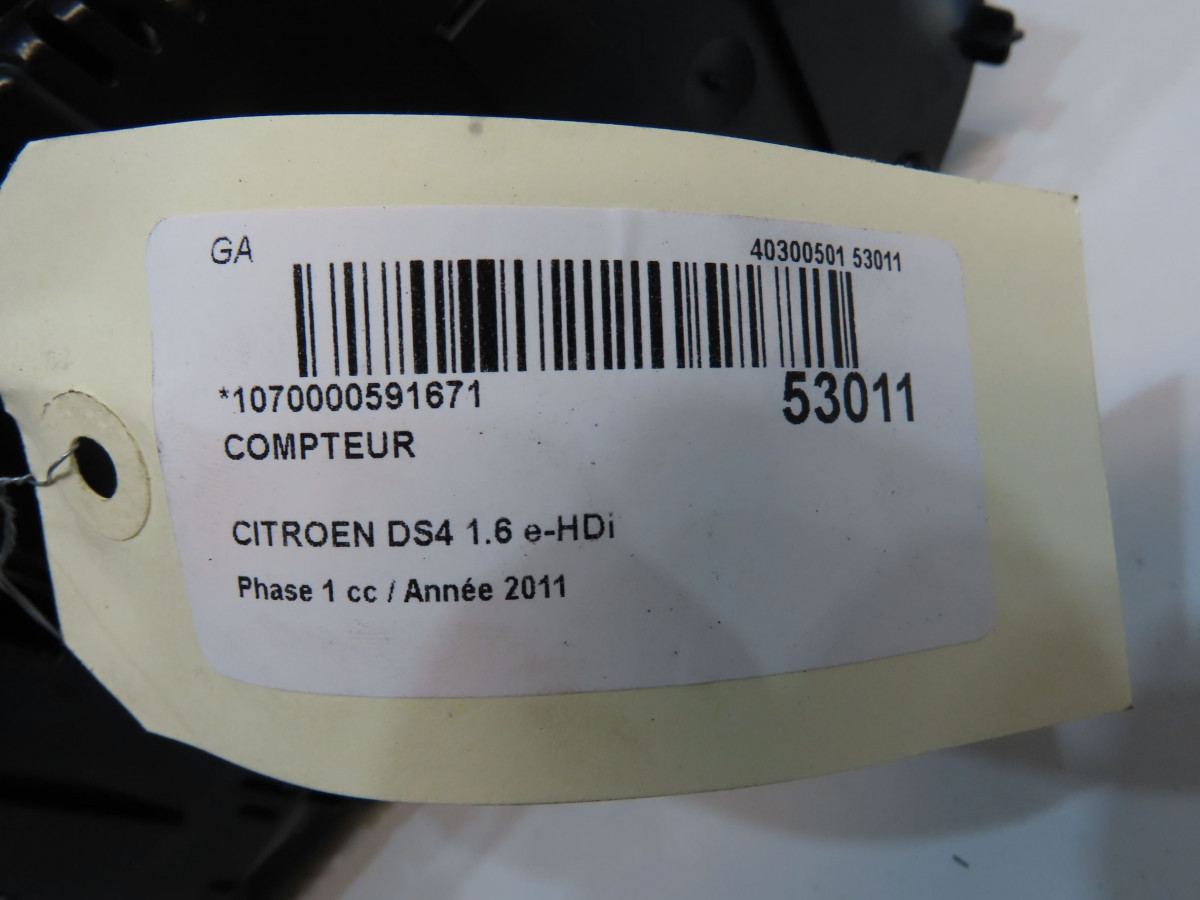 GA 40300501 53011
*1070000591671 53011
COMPTEUR
CITROEN DS4 1.6 e-HDi
Phase 1 cc / Année 2011